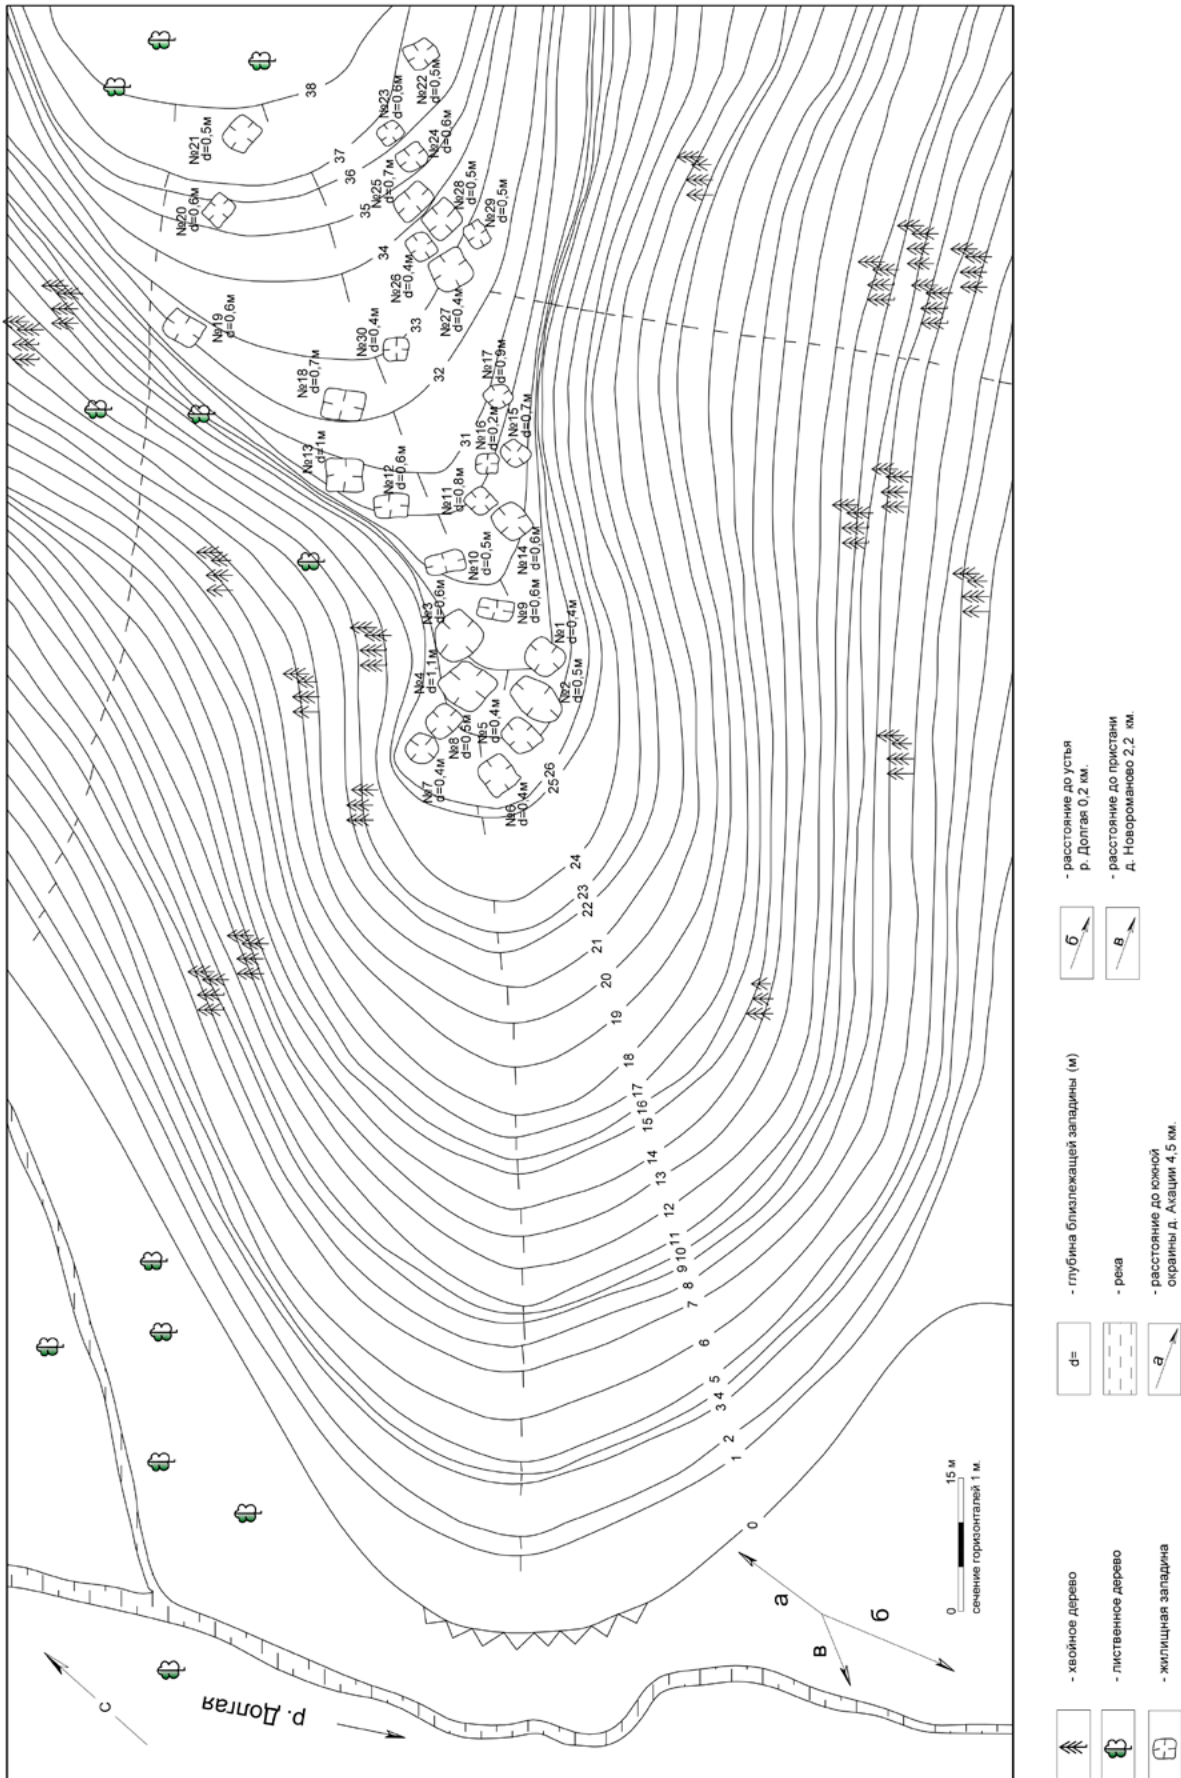 38
37
36
35
34
33
32
31
№21
d=0,5м
№20
d=0,6м
№19
d=0,6м
№18
d=0,7м
№13
d=1м
№12
d=0,6м
№22
d=0,5м
№23
d=0,6м
№24
d=0,6м
№25
d=0,7м
№28
d=0,5м
№29
d=0,5м
№26
d=0,4м
№27
d=0,4м
№30
d=0,4м
№17
d=0,9м
№16
d=0,2м
№15
d=0,7м
№11
d=0,8м
№14
d=0,6м
№10
d=0,5м
№9
d=0,6м
№3
d=0,6м
№1
d=0,4м
№4
d=1,1м
№2
d=0,5м
№5
d=0,4м
№8
d=0,5м
№7
d=0,4м
№6
d=0,4м
26
25
24
23
22
21
20
19
18
17
16
15
14
13
12
11
10
9
8
7
6
5
4
3
2
1
0
с
р. Долгая
а
б
в
0 15 м
сечение горизонталей 1 м.
- хвойное дерево
- лиственное дерево
- жилищная западина
d= - глубина близлежащей западины (м)
- река
а - расстояние до южной
окраины д. Акации 4,5 км.
б - расстояние до устья
р. Долгая 0,2 км.
в - расстояние до пристани
д. Новороманово 2,2 км.